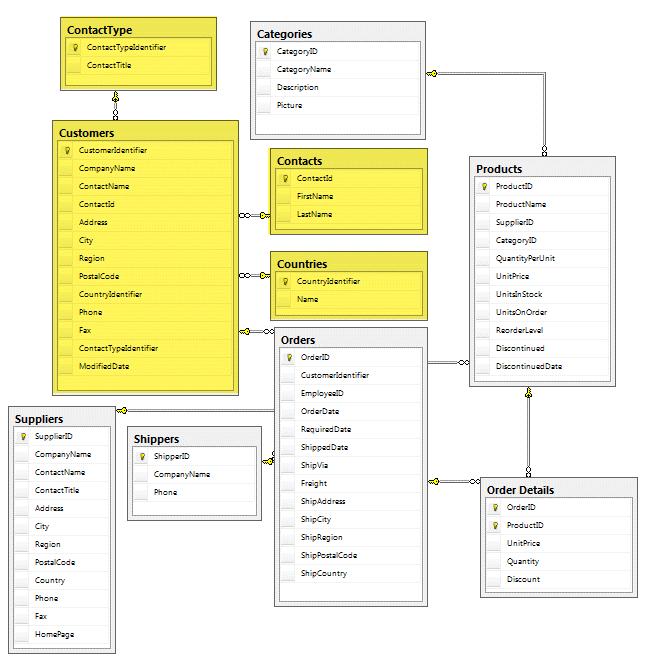 ContactType
ContactTypeIdentifier
ContactTitle
Categories
CategoryID
CategoryName
Description
Picture
Customers
CustomerIdentifier
CompanyName
ContactName
ContactId
Address
City
Region
PostalCode
CountryIdentifier
Phone
Fax
ContactTypeIdentifier
ModifiedDate
Contacts
ContactId
FirstName
LastName
Countries
CountryIdentifier
Name
Products
ProductID
ProductName
SupplierID
CategoryID
QuantityPerUnit
UnitPrice
UnitsInStock
UnitsOnOrder
ReorderLevel
Discontinued
DiscontinuedDate
Orders
OrderID
CustomerIdentifier
EmployeeID
OrderDate
RequiredDate
ShippedDate
ShipVia
Freight
ShipAddress
ShipCity
ShipRegion
ShipPostalCode
ShipCountry
Suppliers
SupplierID
CompanyName
ContactName
ContactTitle
Address
City
Region
PostalCode
Country
Phone
Fax
HomePage
Shippers
ShipperID
CompanyName
Phone
Order Details
OrderID
ProductID
UnitPrice
Quantity
Discount